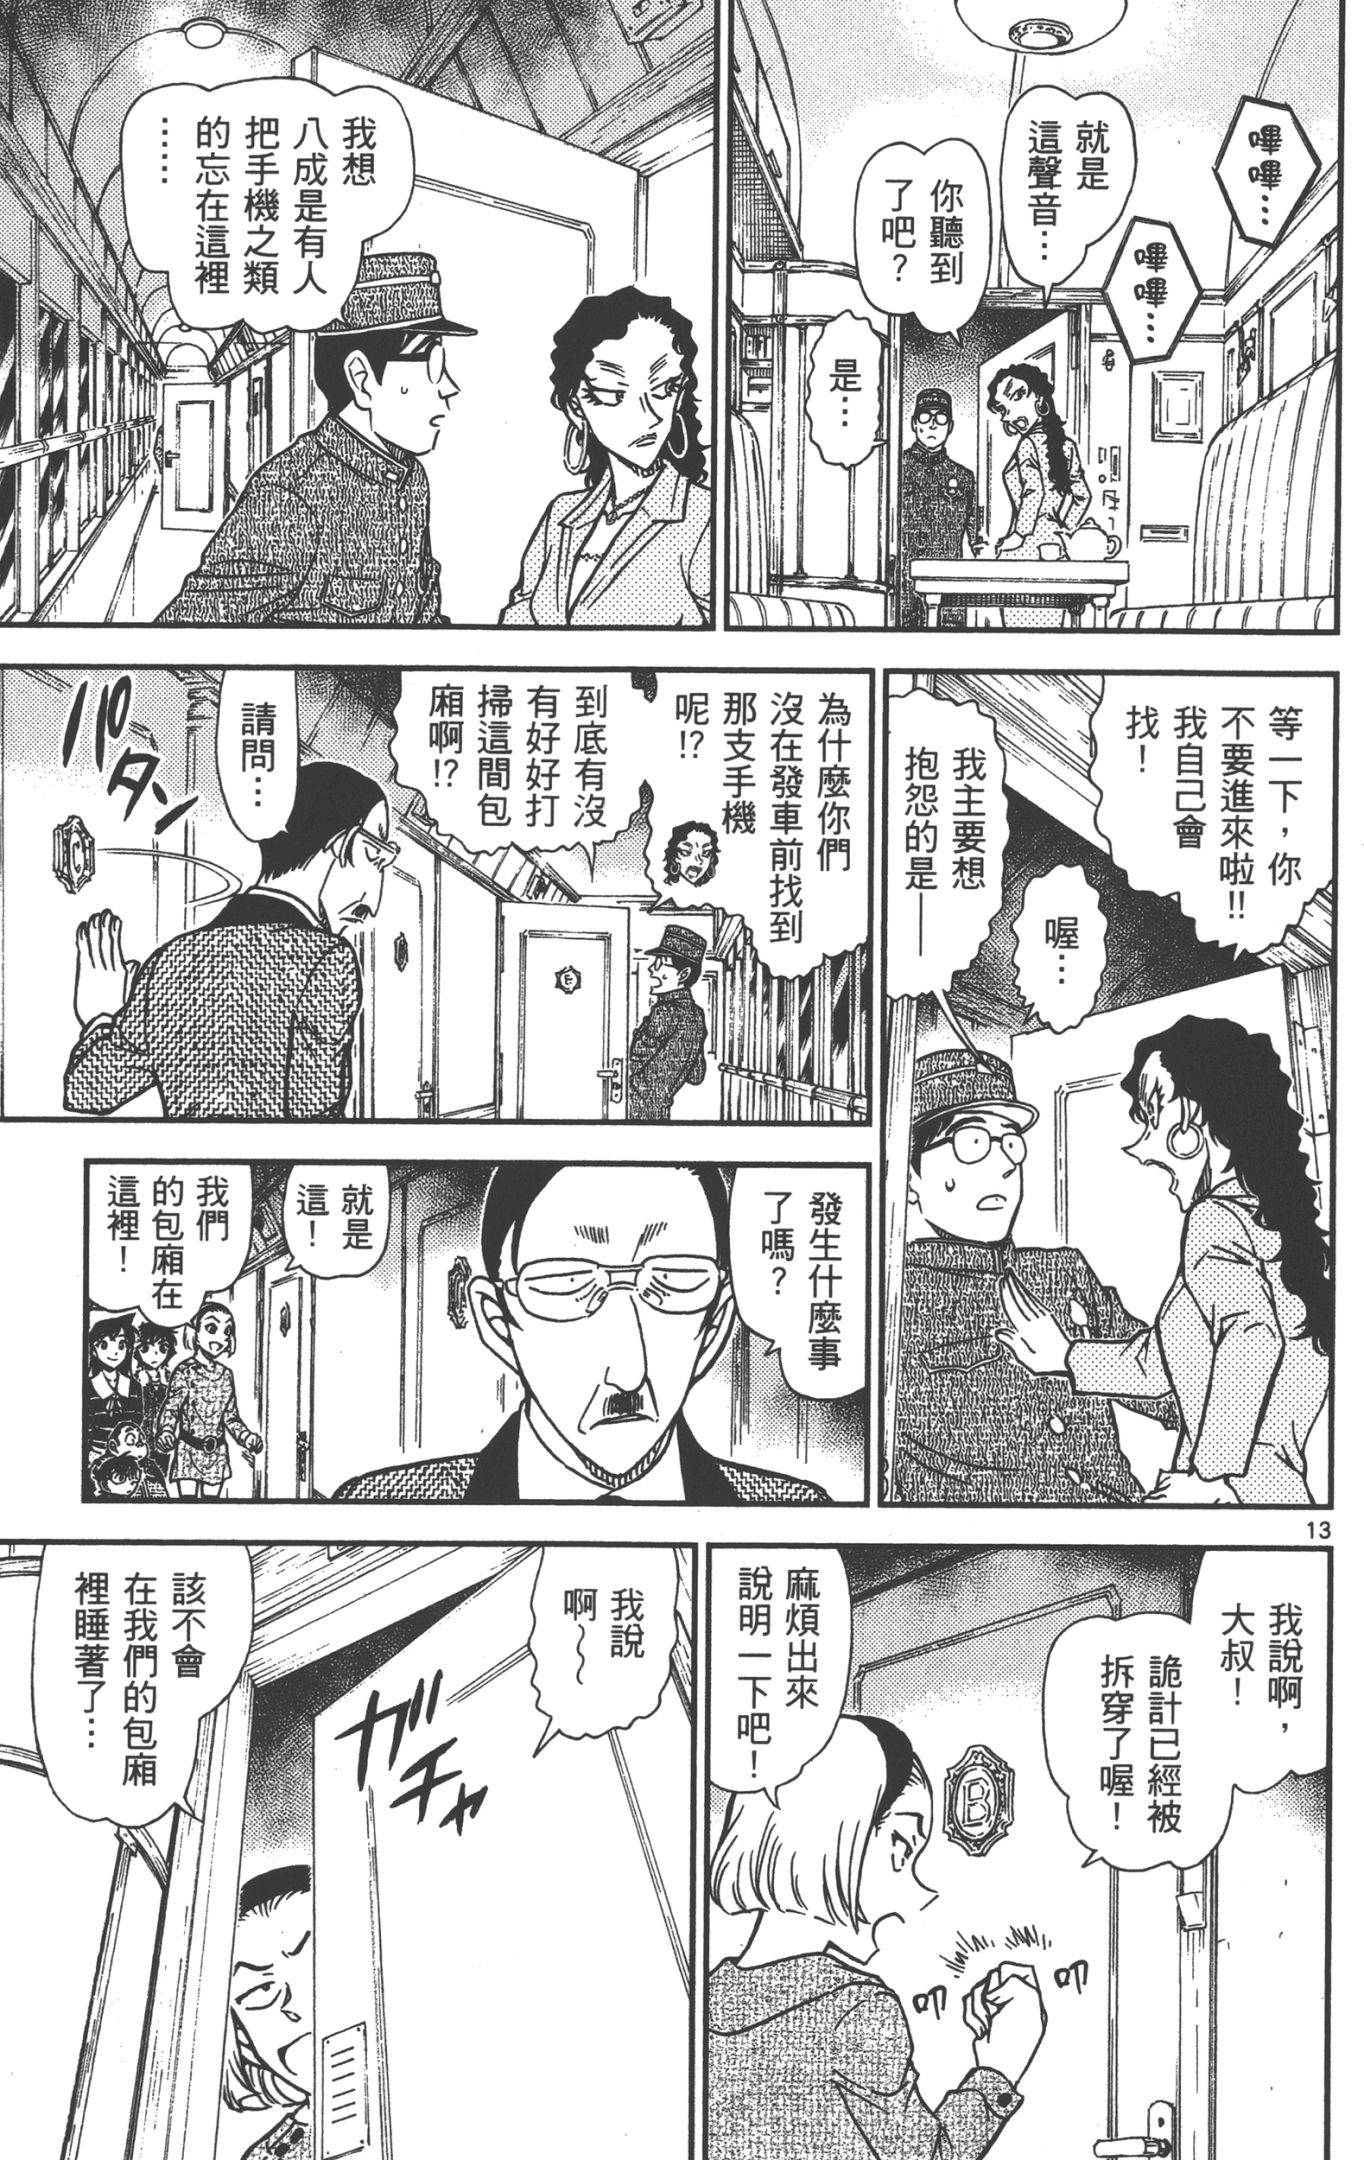 嗶
嗶
…
嗶
嗶
…
就是
這聲音…
你聽到
了吧？
是…
我想
八成是有人
把手機之類
的忘在這裡
……
等一下，你
不要進來啦!!
我自己會
找！
喔…
我主要想
抱怨的是──
為什麼你們
沒在發車前找到
那支手機
呢!?
到底有沒
有好好打
掃這間包
廂啊!?
E
請問…
パタン
C
發生什麼事
了嗎？
就是
這！
我們
的包廂在
這裡！
13
我說啊，
大叔！
詭計已經被
拆穿了喔！
麻煩出來
說明一下吧！
B
叩
叩
我說
啊～
ガチャ
該不會
在我們的包廂
裡睡著了…